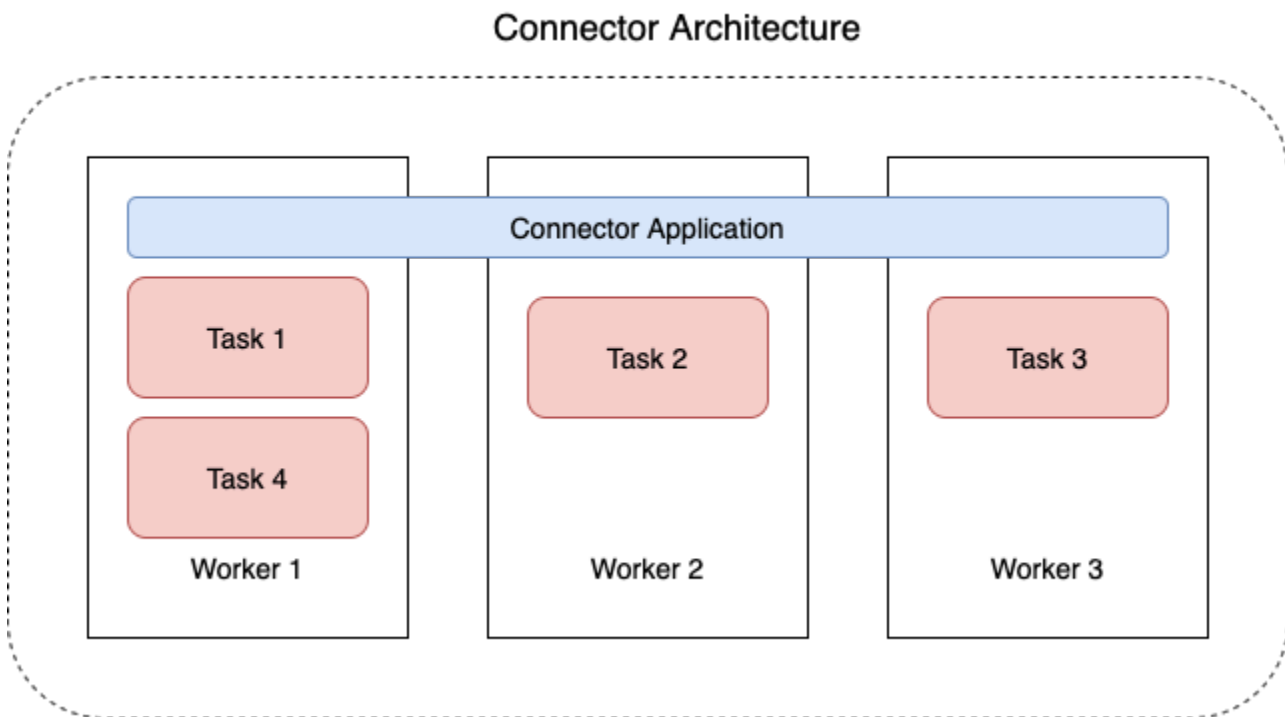 Connector Architecture
Connector Application
Task 1
Task 2
Task 3
Task 4
Worker 1
Worker 2
Worker 3